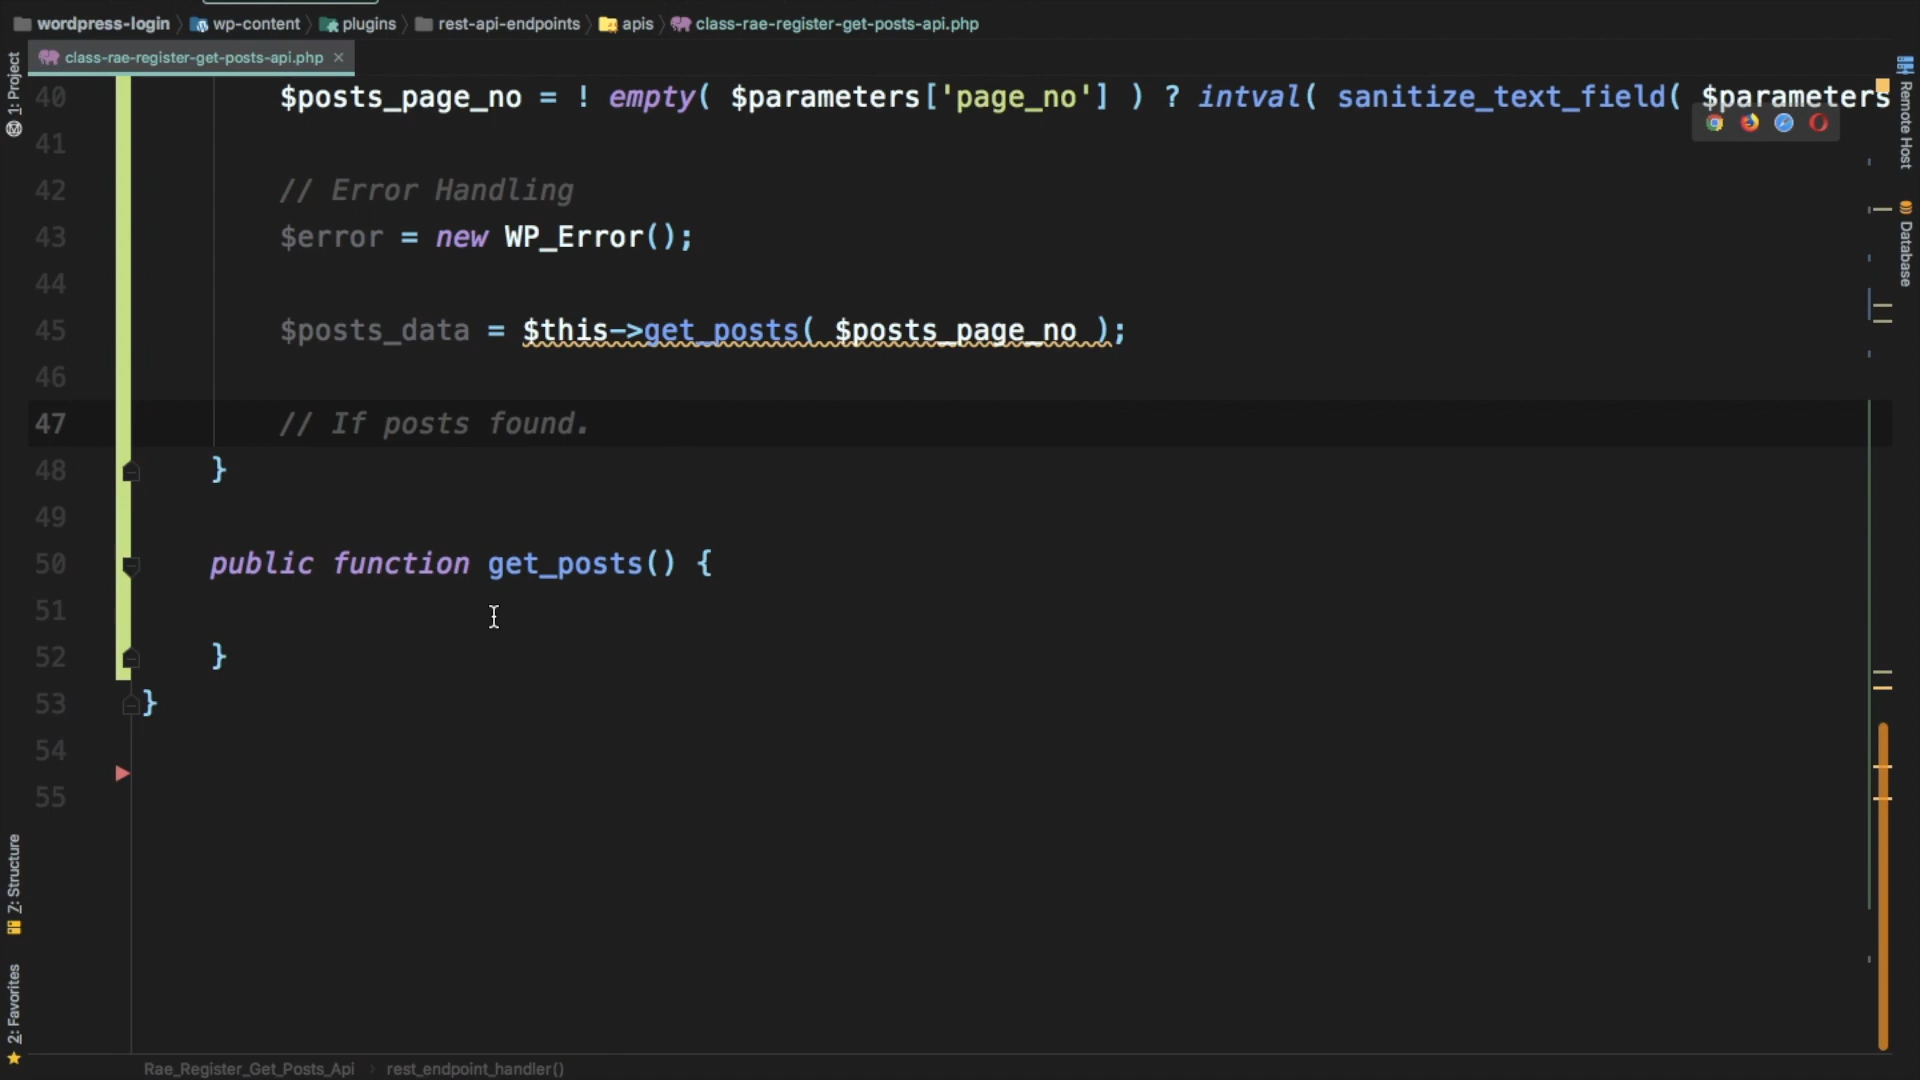 wordpress-login wp-content plugins rest-api-endpoints apis class-rae-register-get-posts-api.php
class-rae-register-get-posts-api.php ×
1: Project
Remote Host
Database
40 $posts_page_no = ! empty( $parameters['page_no'] ) ? intval( sanitize_text_field( $parameters
41
42 // Error Handling
43 $error = new WP_Error();
44
45 $posts_data = $this->get_posts( $posts_page_no );
46
47 // If posts found.
48 }
49
50 public function get_posts() {
51
52 }
53 }
54
55
Z: Structure
2: Favorites
Rae_Register_Get_Posts_Api › rest_endpoint_handler()